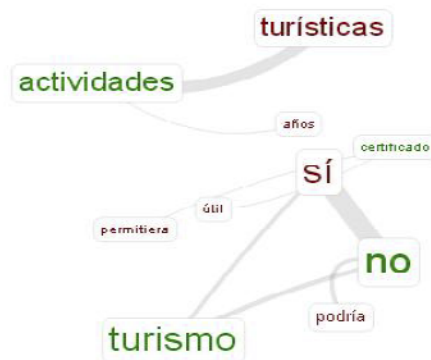 turísticas
actividades
años
certificado
SÍ
útil
permitiera
no
podría
turismo